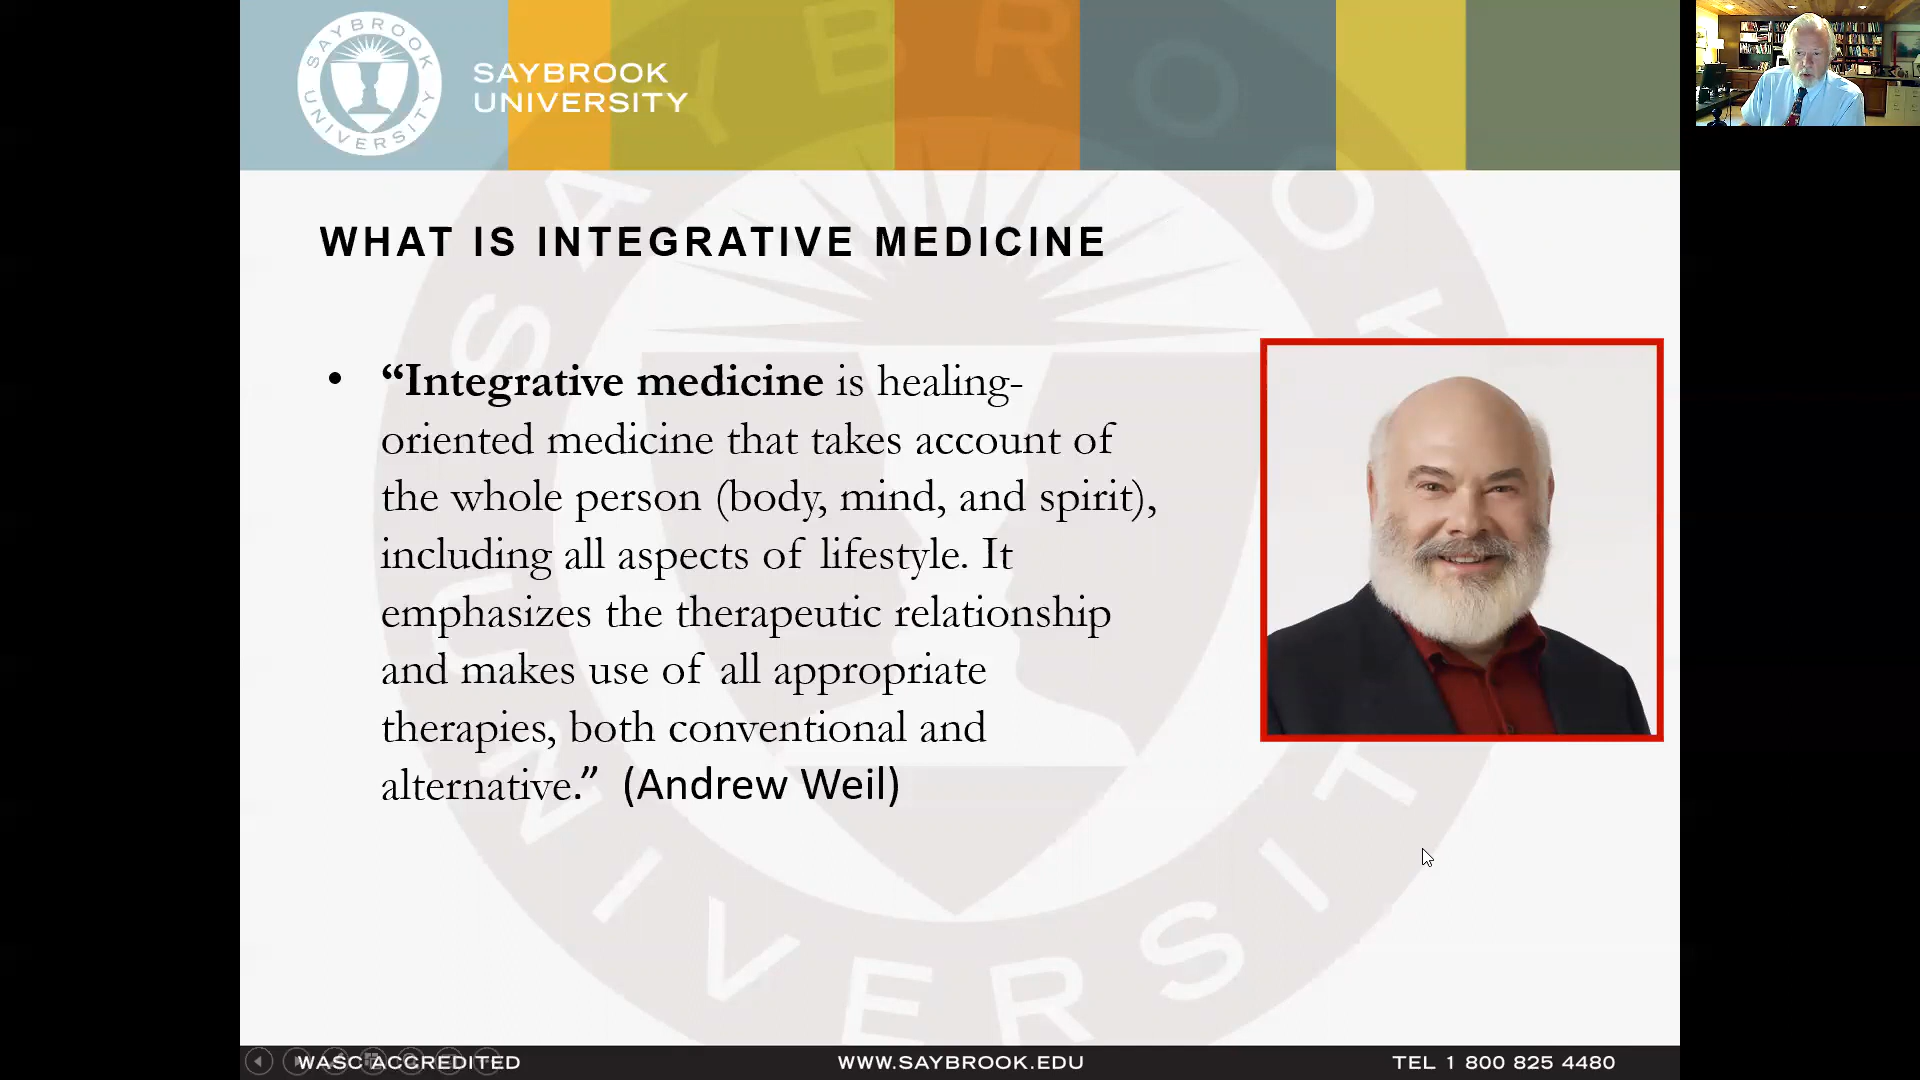 SAYBROOK UNIVERSITY
SAYBROOK
UNIVERSITY
WHAT IS INTEGRATIVE MEDICINE
• “Integrative medicine is healing-
oriented medicine that takes account of
the whole person (body, mind, and spirit),
including all aspects of lifestyle. It
emphasizes the therapeutic relationship
and makes use of all appropriate
therapies, both conventional and
alternative.” (Andrew Weil)
SAYBROOK UNIVERSITY
WASC ACCREDITED
WWW.SAYBROOK.EDU
TEL 1 800 825 4480